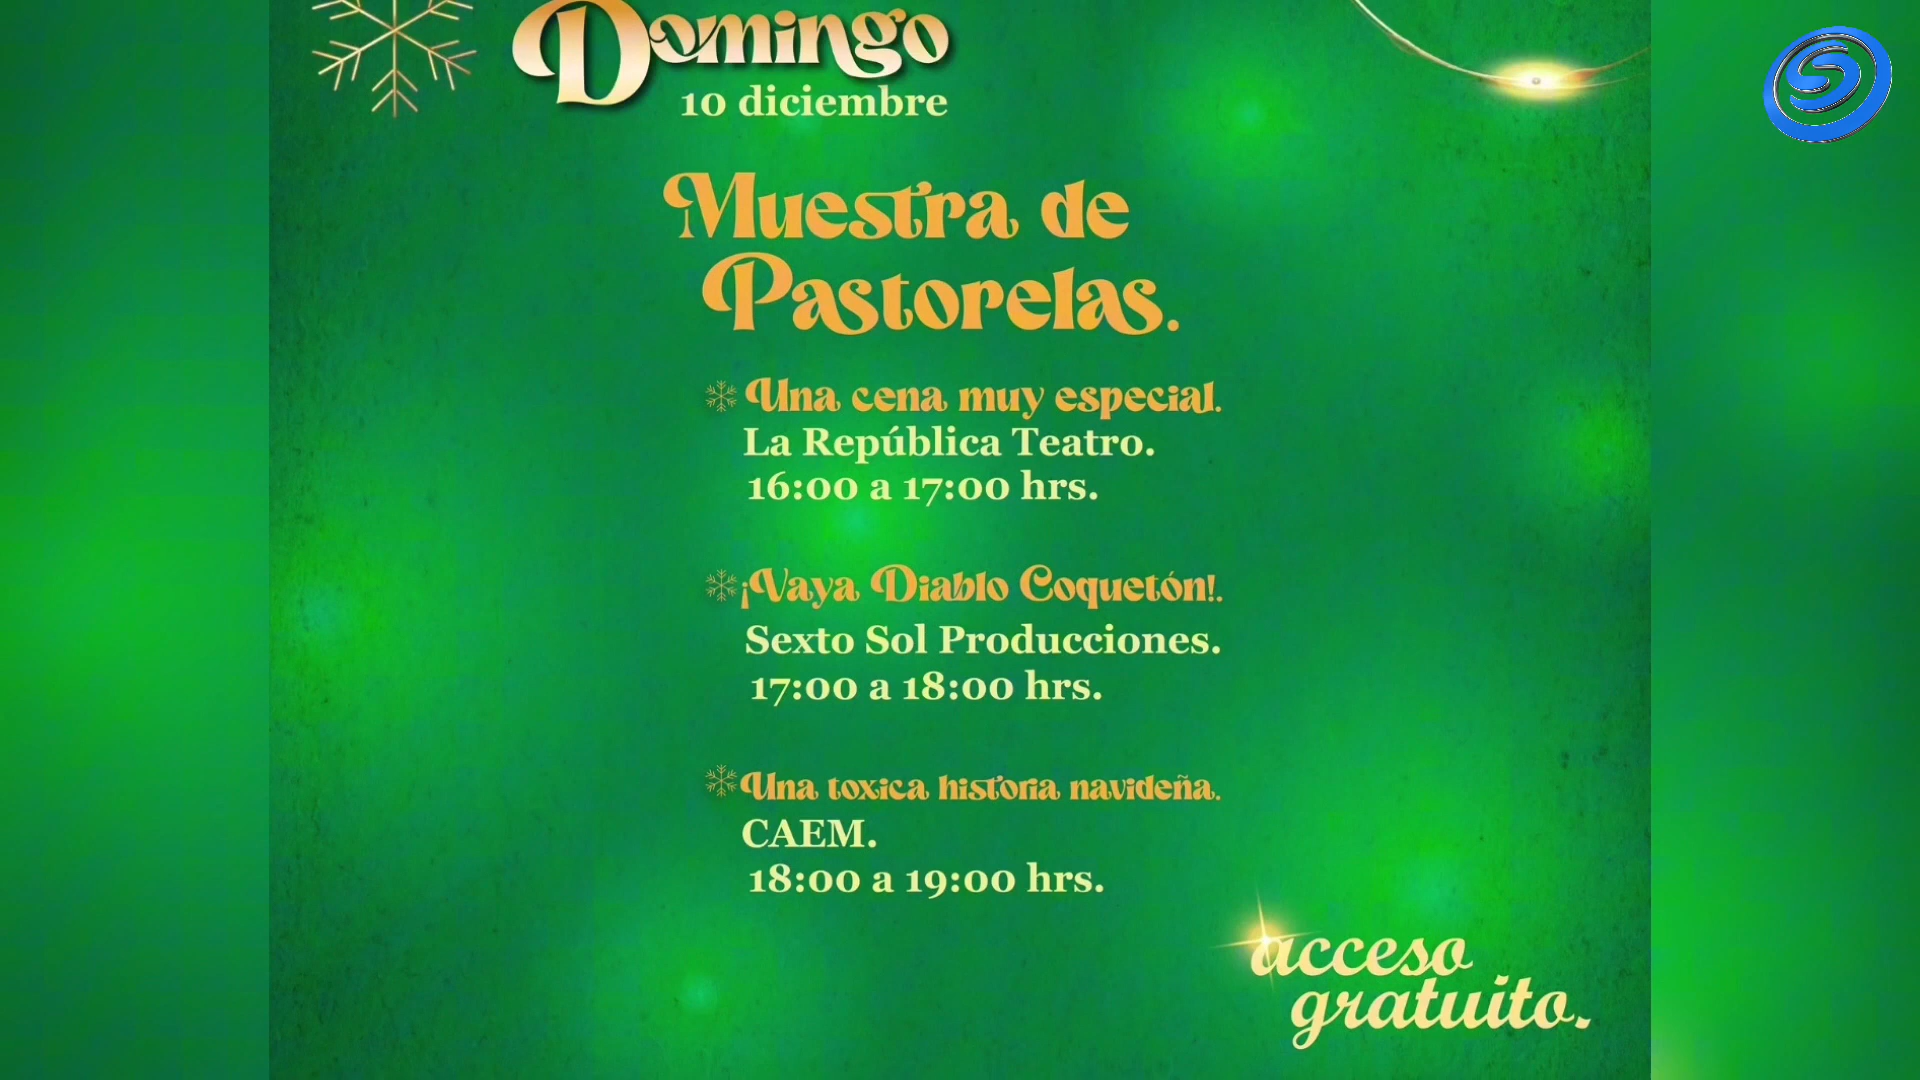 Domingo
10 diciembre
Muestra de
Pastorelas.
Una cena muy especial.
La República Teatro.
16:00 a 17:00 hrs.
¡Vaya Diablo Coquetón!.
Sexto Sol Producciones.
17:00 a 18:00 hrs.
Una toxica historia navideña.
CAEM.
18:00 a 19:00 hrs.
acceso
gratuito.